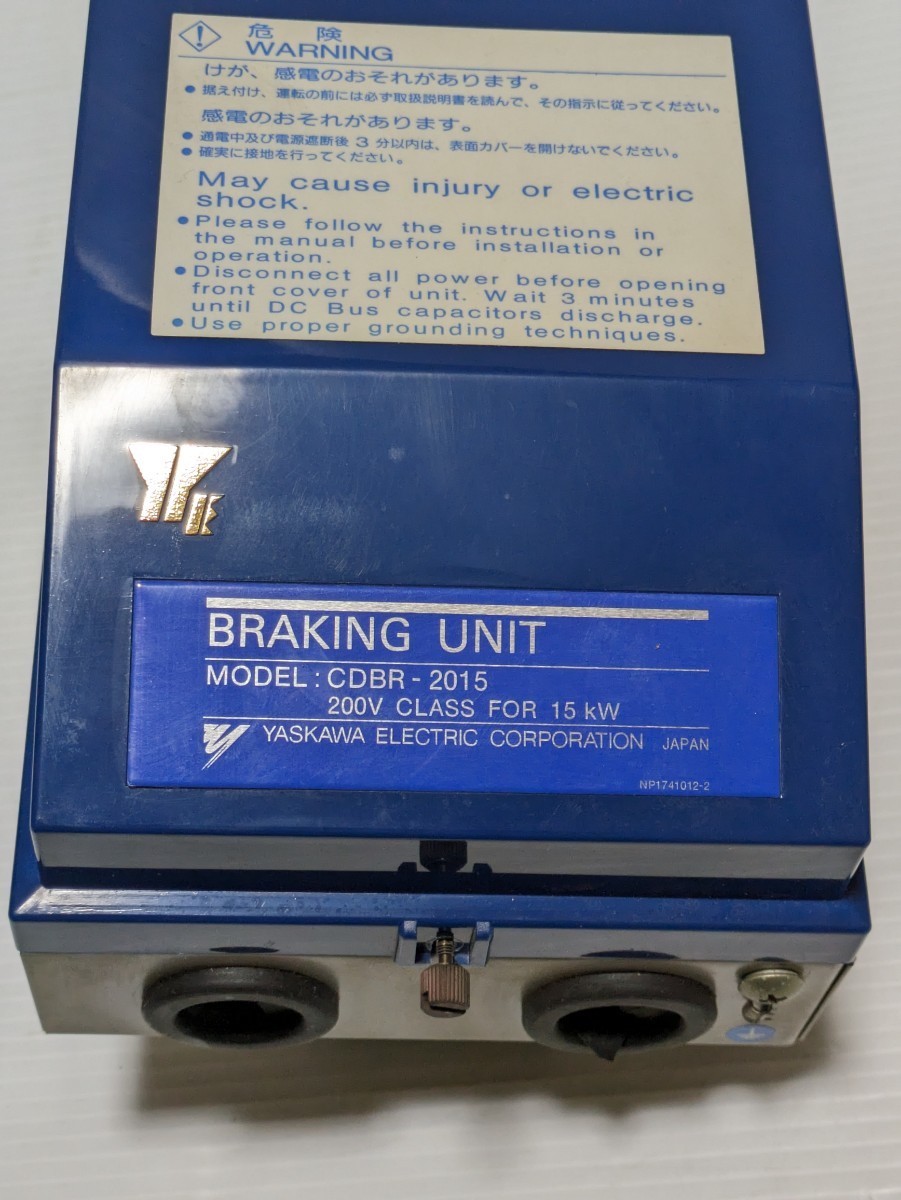 危 険
WARNING
けが、感電のおそれがあります。
● 据え付け、運転の前には必ず取扱説明書を読んで、その指示に従ってください。
感電のおそれがあります。
● 通電中及び電源遮断後 3 分以内は、表面カバーを開けないでください。
● 確実に接地を行ってください。
May cause injury or electric
shock.
● Please follow the instructions in
the manual before installation or
operation.
● Disconnect all power before opening
front cover of unit. Wait 3 minutes
until DC Bus capacitors discharge.
● Use proper grounding techniques.
BRAKING UNIT
MODEL : CDBR - 2015
200V CLASS FOR 15 kW
YASKAWA ELECTRIC CORPORATION JAPAN
NP1741012-2